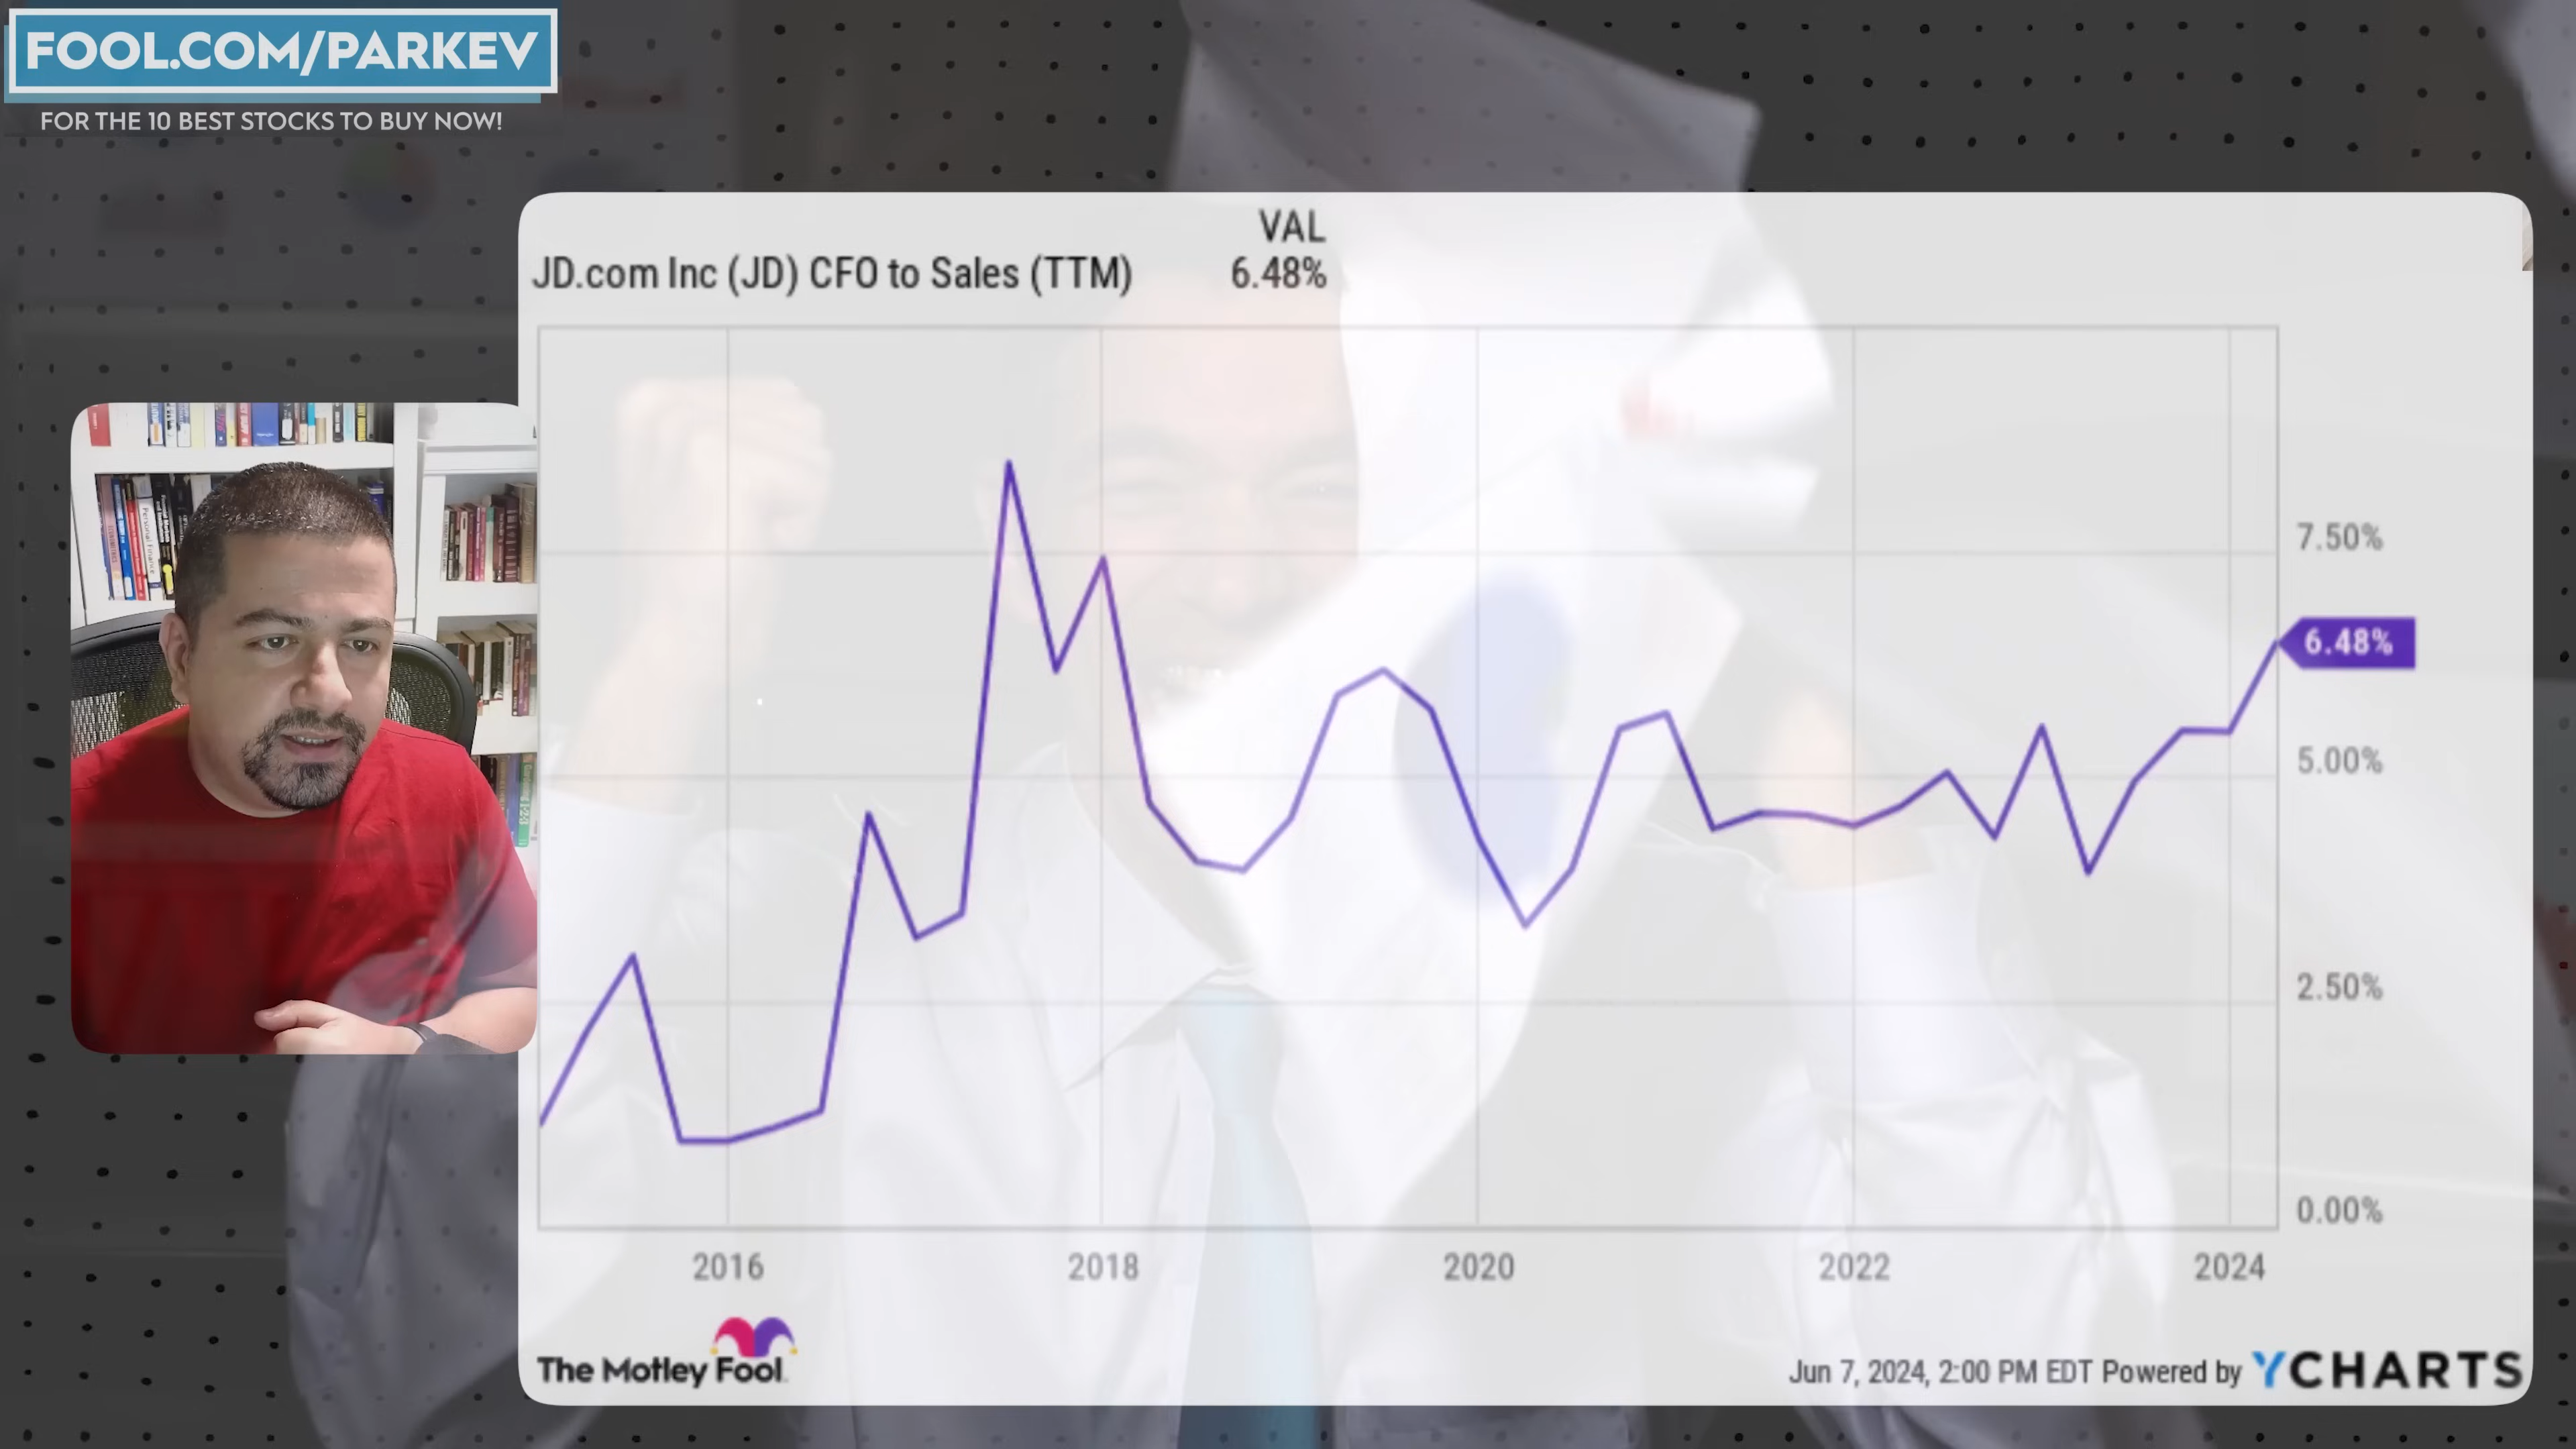 FOOL.COM/PARKEV
FOR THE 10 BEST STOCKS TO BUY NOW!
VAL
JD.com Inc (JD) CFO to Sales (TTM) 6.48%
7.50%
6.48%
5.00%
2.50%
0.00%
2016 2018 2020 2022 2024
The Motley Fool.
Jun 7, 2024, 2:00 PM EDT Powered by YCHARTS
Personal Finance